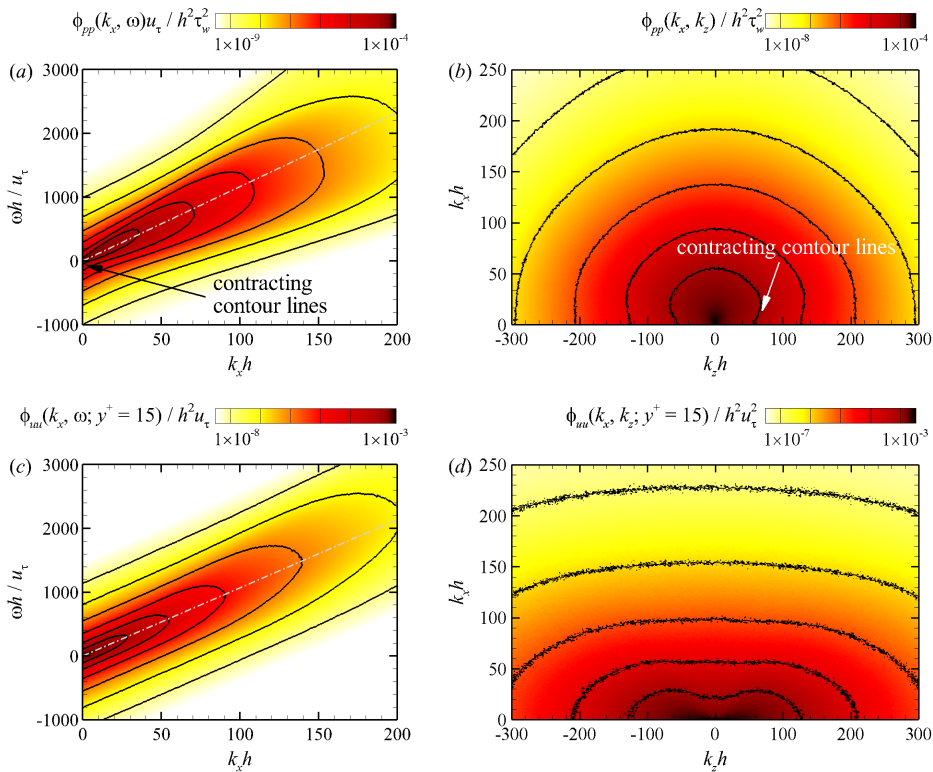 ϕpp(kx, ω)uτ / h²τ²w
1×10⁻⁹ 1×10⁻⁴
ϕpp(kx, kz) / h²τ²w
1×10⁻⁸ 1×10⁻⁴
(a)
3000
2000
1000
0
-1000
ωh / uτ
contracting
contour lines
0 50 100 150 200
kxh
(b)
250
200
150
100
50
0
kxh
contracting contour lines
-300 -200 -100 0 100 200 300
kzh
ϕuu(kx, ω; y⁺ = 15) / h²uτ
1×10⁻⁸ 1×10⁻³
ϕuu(kx, kz; y⁺ = 15) / h²u²τ
1×10⁻⁷ 1×10⁻³
(c)
3000
2000
1000
0
-1000
ωh / uτ
0 50 100 150 200
kxh
(d)
250
200
150
100
50
0
kxh
-300 -200 -100 0 100 200 300
kzh